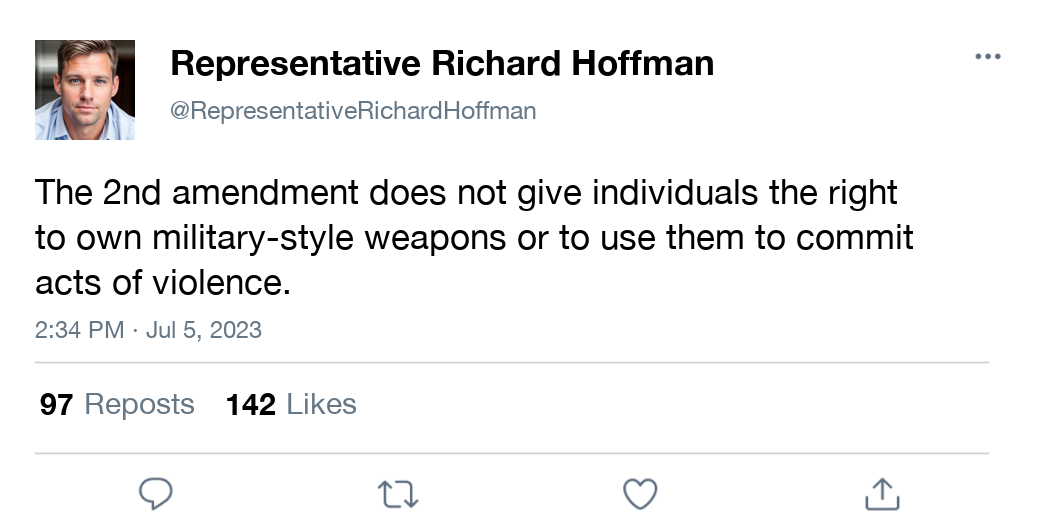 Representative Richard Hoffman
@RepresentativeRichardHoffman
The 2nd amendment does not give individuals the right
to own military-style weapons or to use them to commit
acts of violence.
2:34 PM · Jul 5, 2023
97 Reposts 142 Likes